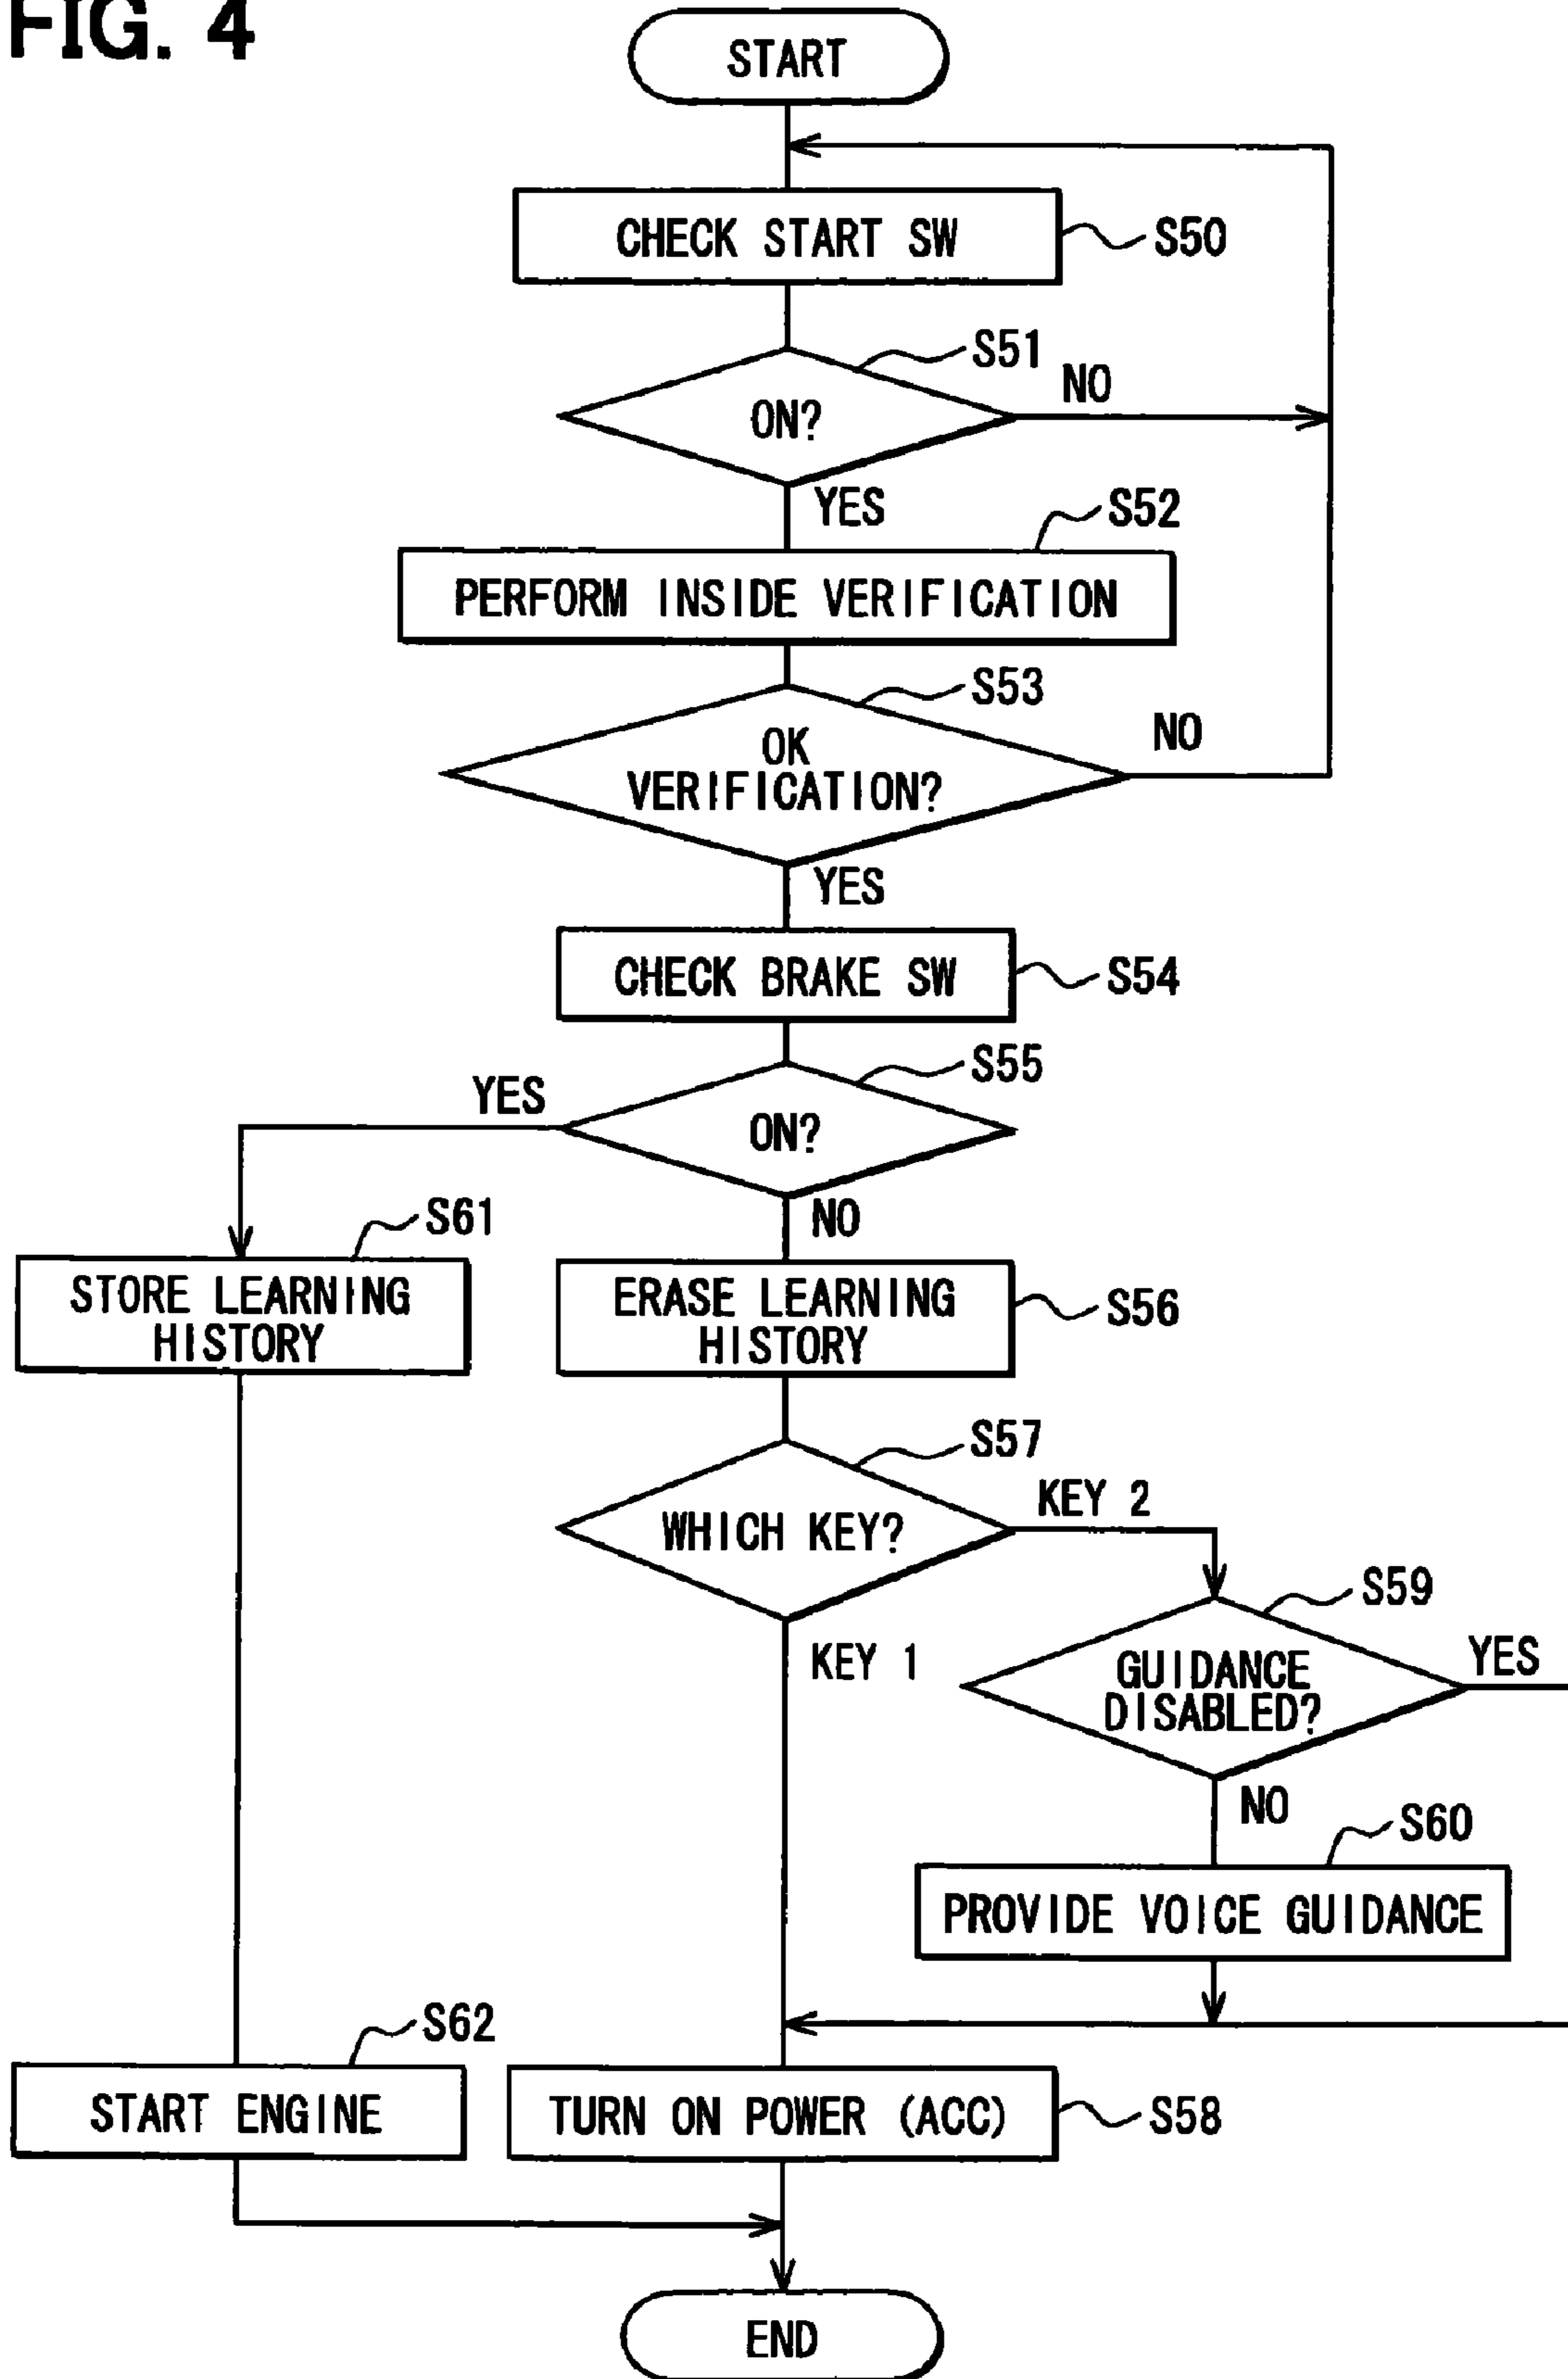 FIG. 4
START
CHECK START SW
S50
S51
ON?
NO
YES
S52
PERFORM INSIDE VERIFICATION
S53
OK
VERIFICATION?
NO
YES
CHECK BRAKE SW
S54
S55
YES
ON?
NO
S61
STORE LEARNING
HISTORY
ERASE LEARNING
HISTORY
S56
S57
WHICH KEY?
KEY 2
KEY 1
S59
GUIDANCE
DISABLED?
YES
NO
S60
PROVIDE VOICE GUIDANCE
S62
START ENGINE
TURN ON POWER (ACC)
S58
END